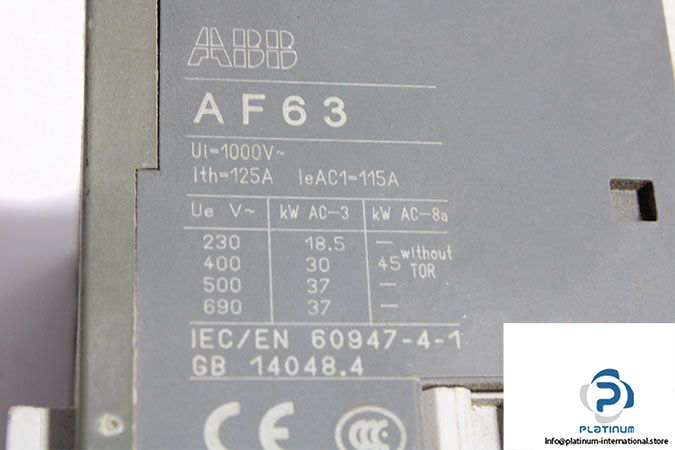 ABB
AF63
Ui=1000V~
Ith=125A IeAC1=115A
Ue V~ kW AC-3 kW AC-8a
230 18.5 —
400 30 45 without TOR
500 37 —
690 37 —
IEC/EN 60947-4-1
GB 14048.4
CE CCC
PLATINUM
Info@platinum-international.store